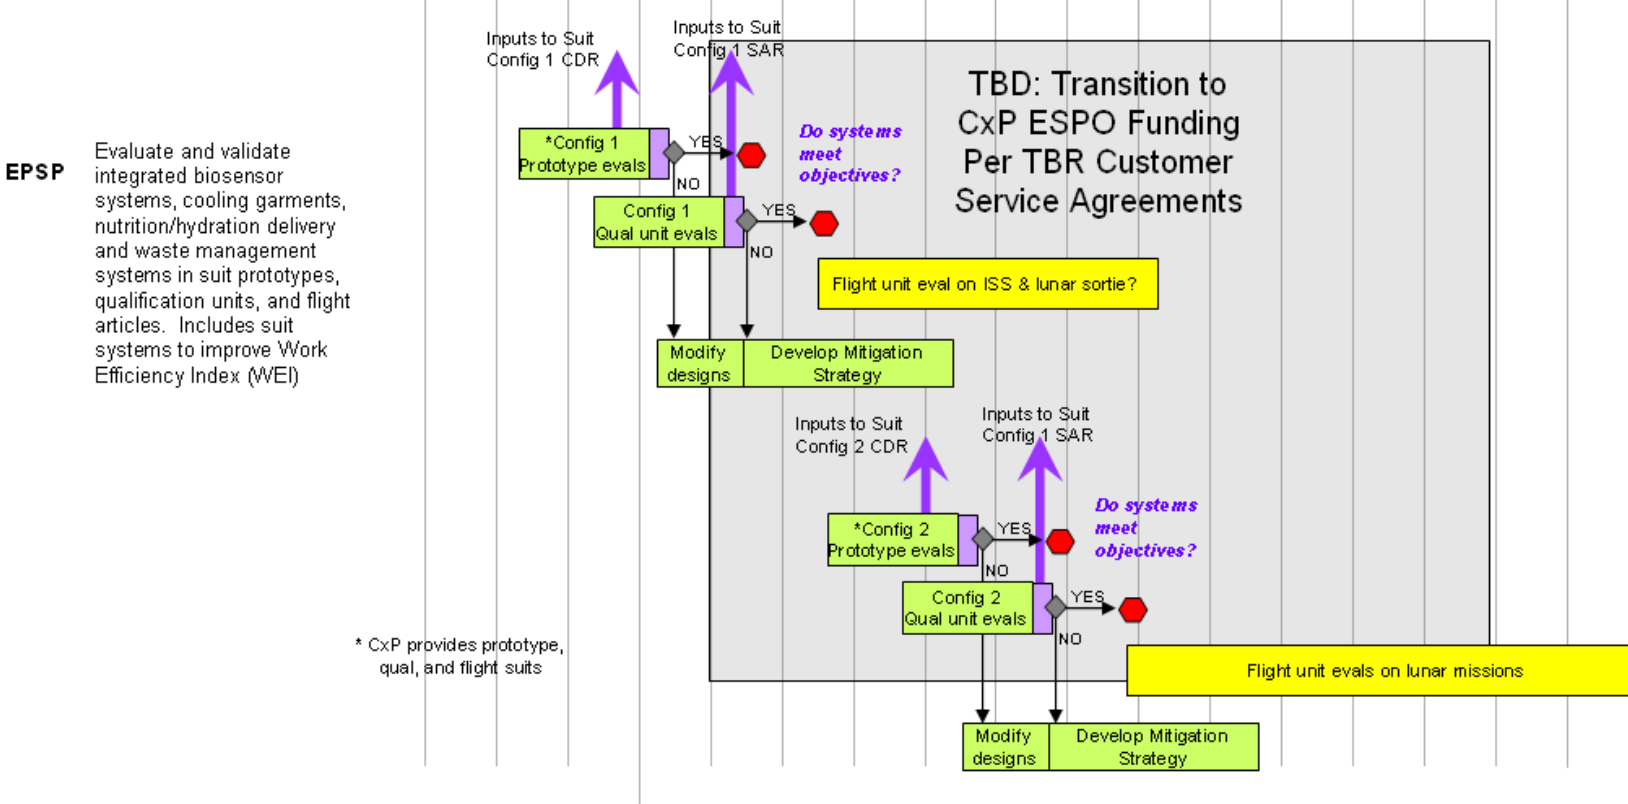 Inputs to Suit
Config 1 CDR
Inputs to Suit
Config 1 SAR
TBD: Transition to
CxP ESPO Funding
Per TBR Customer
Service Agreements
EPSP
Evaluate and validate
integrated biosensor
systems, cooling garments,
nutrition/hydration delivery
and waste management
systems in suit prototypes,
qualification units, and flight
articles.  Includes suit
systems to improve Work
Efficiency Index (WEI)
*Config 1
Prototype evals
YES
NO
Do systems
meet
objectives?
Config 1
Qual unit evals
YES
NO
Flight unit eval on ISS & lunar sortie?
Modify
designs
Develop Mitigation
Strategy
Inputs to Suit
Config 2 CDR
Inputs to Suit
Config 1 SAR
*Config 2
Prototype evals
YES
NO
Do systems
meet
objectives?
Config 2
Qual unit evals
YES
NO
* CxP provides prototype,
qual, and flight suits
Flight unit evals on lunar missions
Modify
designs
Develop Mitigation
Strategy